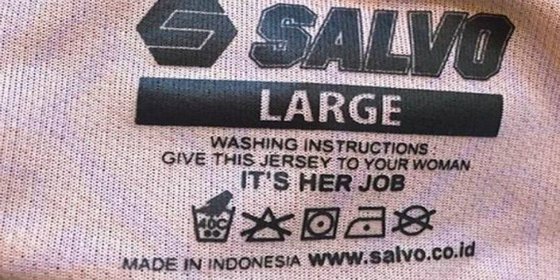 SALVO
LARGE
WASHING INSTRUCTIONS :
GIVE THIS JERSEY TO YOUR WOMAN
IT'S HER JOB
MADE IN INDONESIA www.salvo.co.id